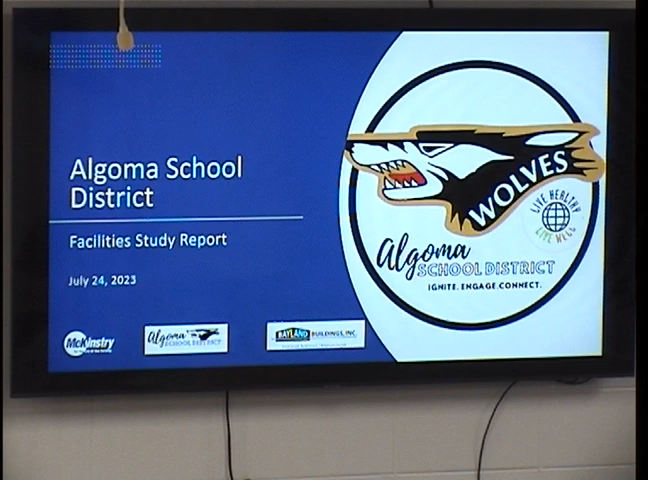 Algoma School
District
Facilities Study Report
July 24, 2023
McKinstry
Algoma
SCHOOL DISTRICT
BAYLAND BUILDINGS, INC.
WOLVES
LIVE HEALTHY
LIVE WELL
Algoma
SCHOOL DISTRICT
IGNITE. ENGAGE. CONNECT.